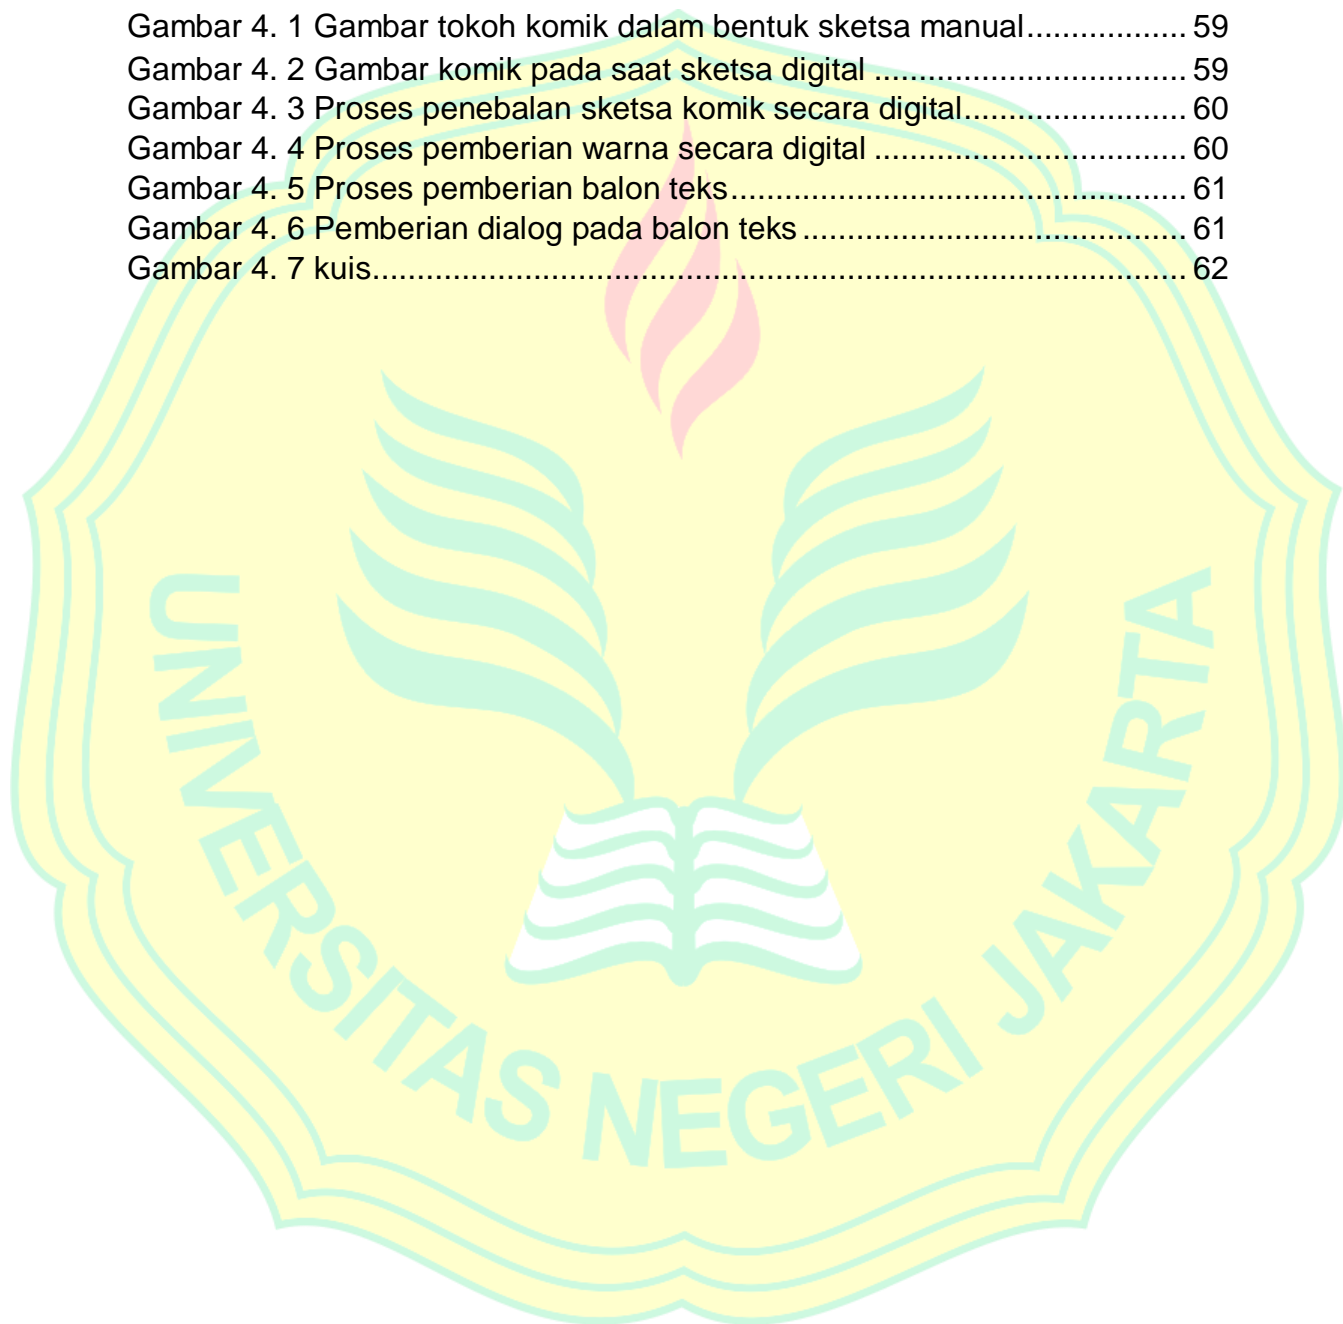 Gambar 4. 1 Gambar tokoh komik dalam bentuk sketsa manual.................. 59
Gambar 4. 2 Gambar komik pada saat sketsa digital ................................... 59
Gambar 4. 3 Proses penebalan sketsa komik secara digital......................... 60
Gambar 4. 4 Proses pemberian warna secara digital ................................... 60
Gambar 4. 5 Proses pemberian balon teks................................................... 61
Gambar 4. 6 Pemberian dialog pada balon teks ........................................... 61
Gambar 4. 7 kuis........................................................................................... 62
UNIVERSITAS NEGERI JAKARTA